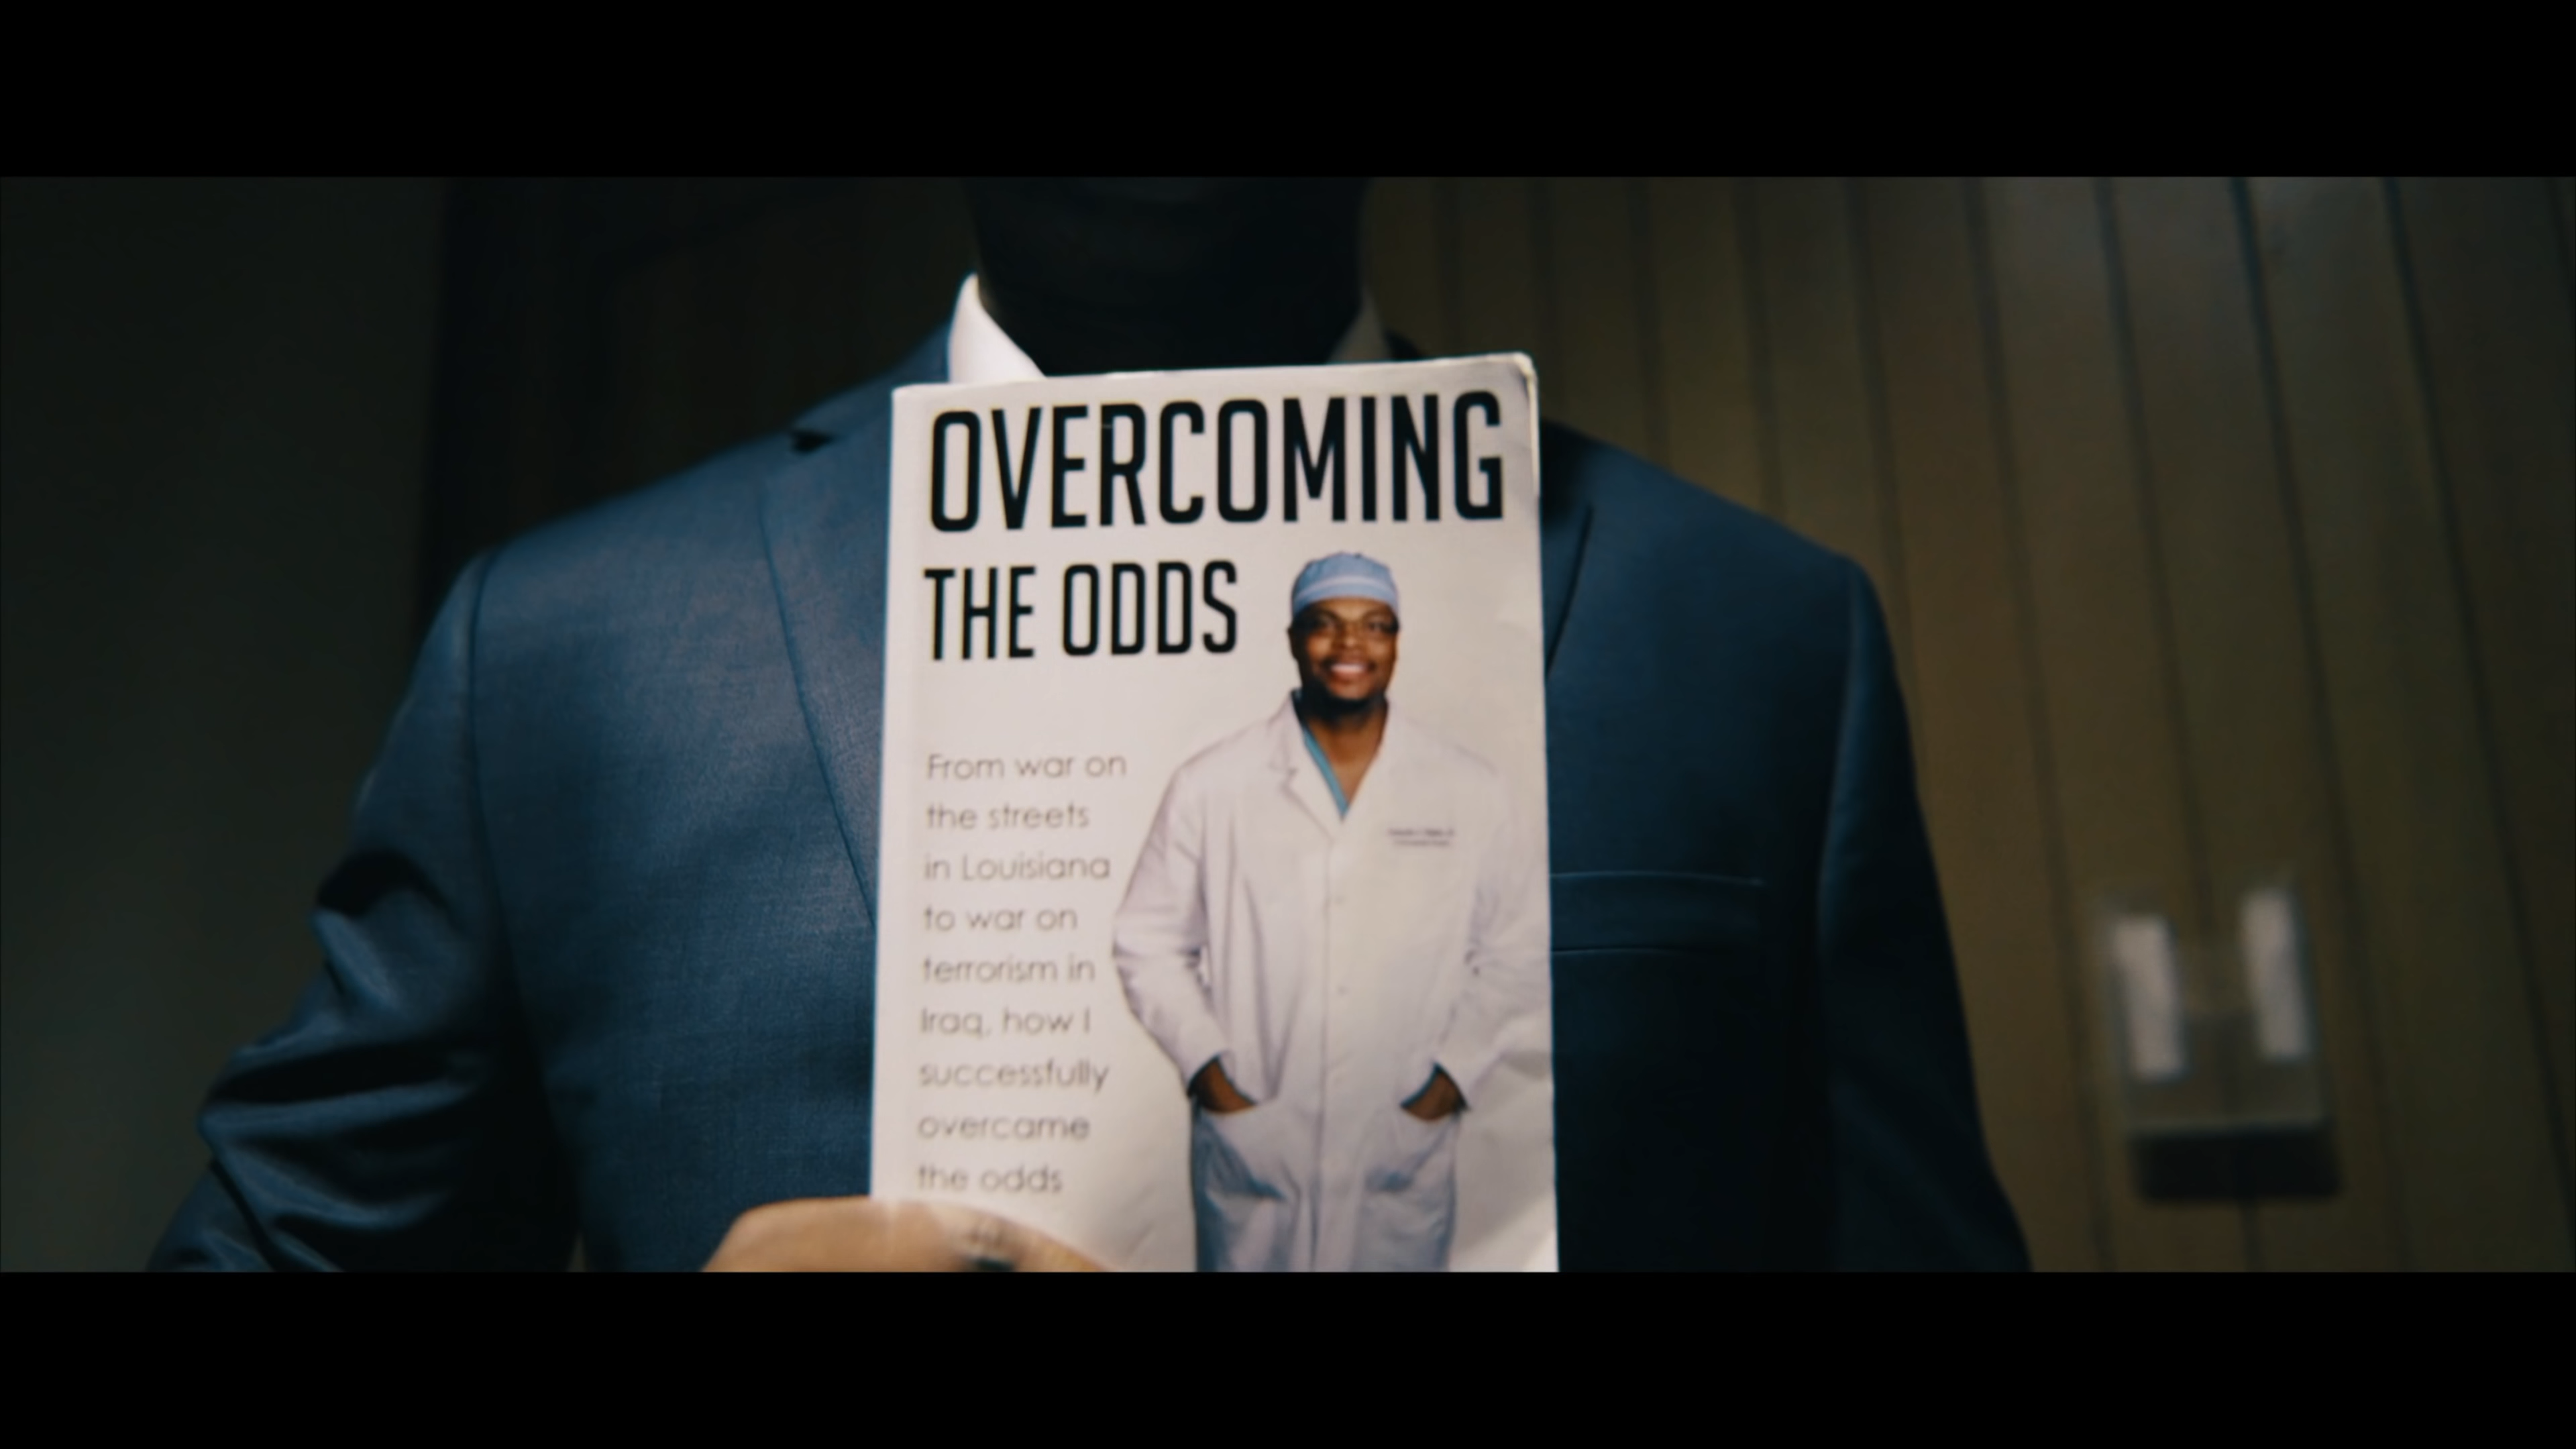 OVERCOMING
THE ODDS
From war on
the streets
in Louisiana
to war on
terrorism in
Iraq, how I
successfully
overcame
the odds